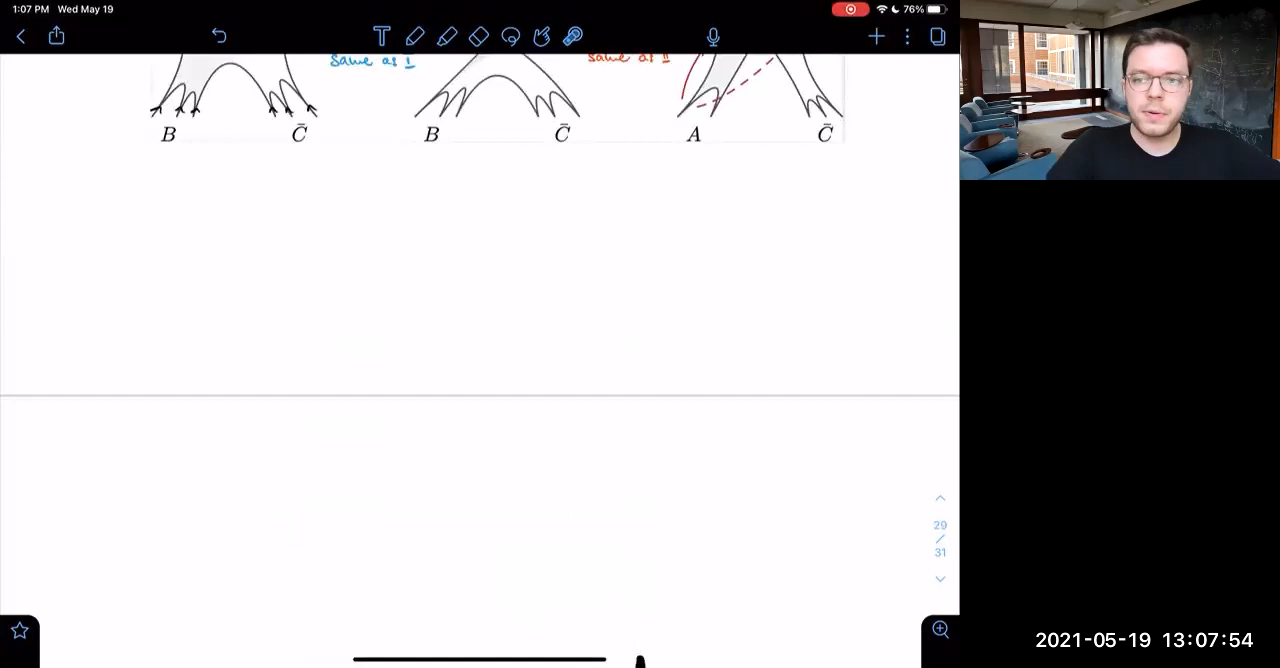 1:07 PM Wed May 19
76%
same as I
same as II
B C̄ B C̄ A C̄
29
/
31
2021-05-19 13:07:54